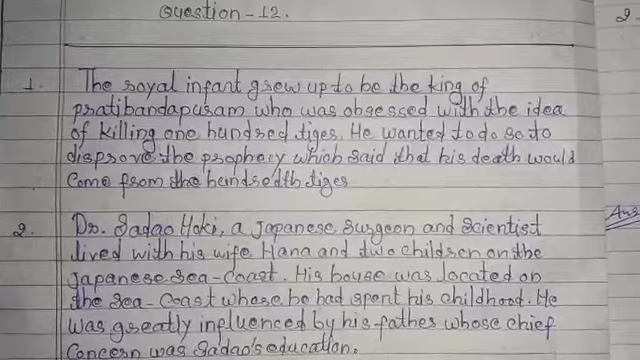 Question - 12.
2.
1. The royal infant grew up to be the king of
pratibandapuram who was obsessed with the idea
of killing one hundred tiger. He wanted to do so to
disprove the prophecy which said that his death would
Come from the hundredth tiger
2. Dr. Sadao Hoki, a Japanese Surgeon and Scientist
lived with his wife Hana and two children on the
Japanese Sea-Coast. His house was located on
the Sea-Coast where he had spent his childhood. He
was greatly influenced by his father whose chief
Concern was Sadao's education.
Ans